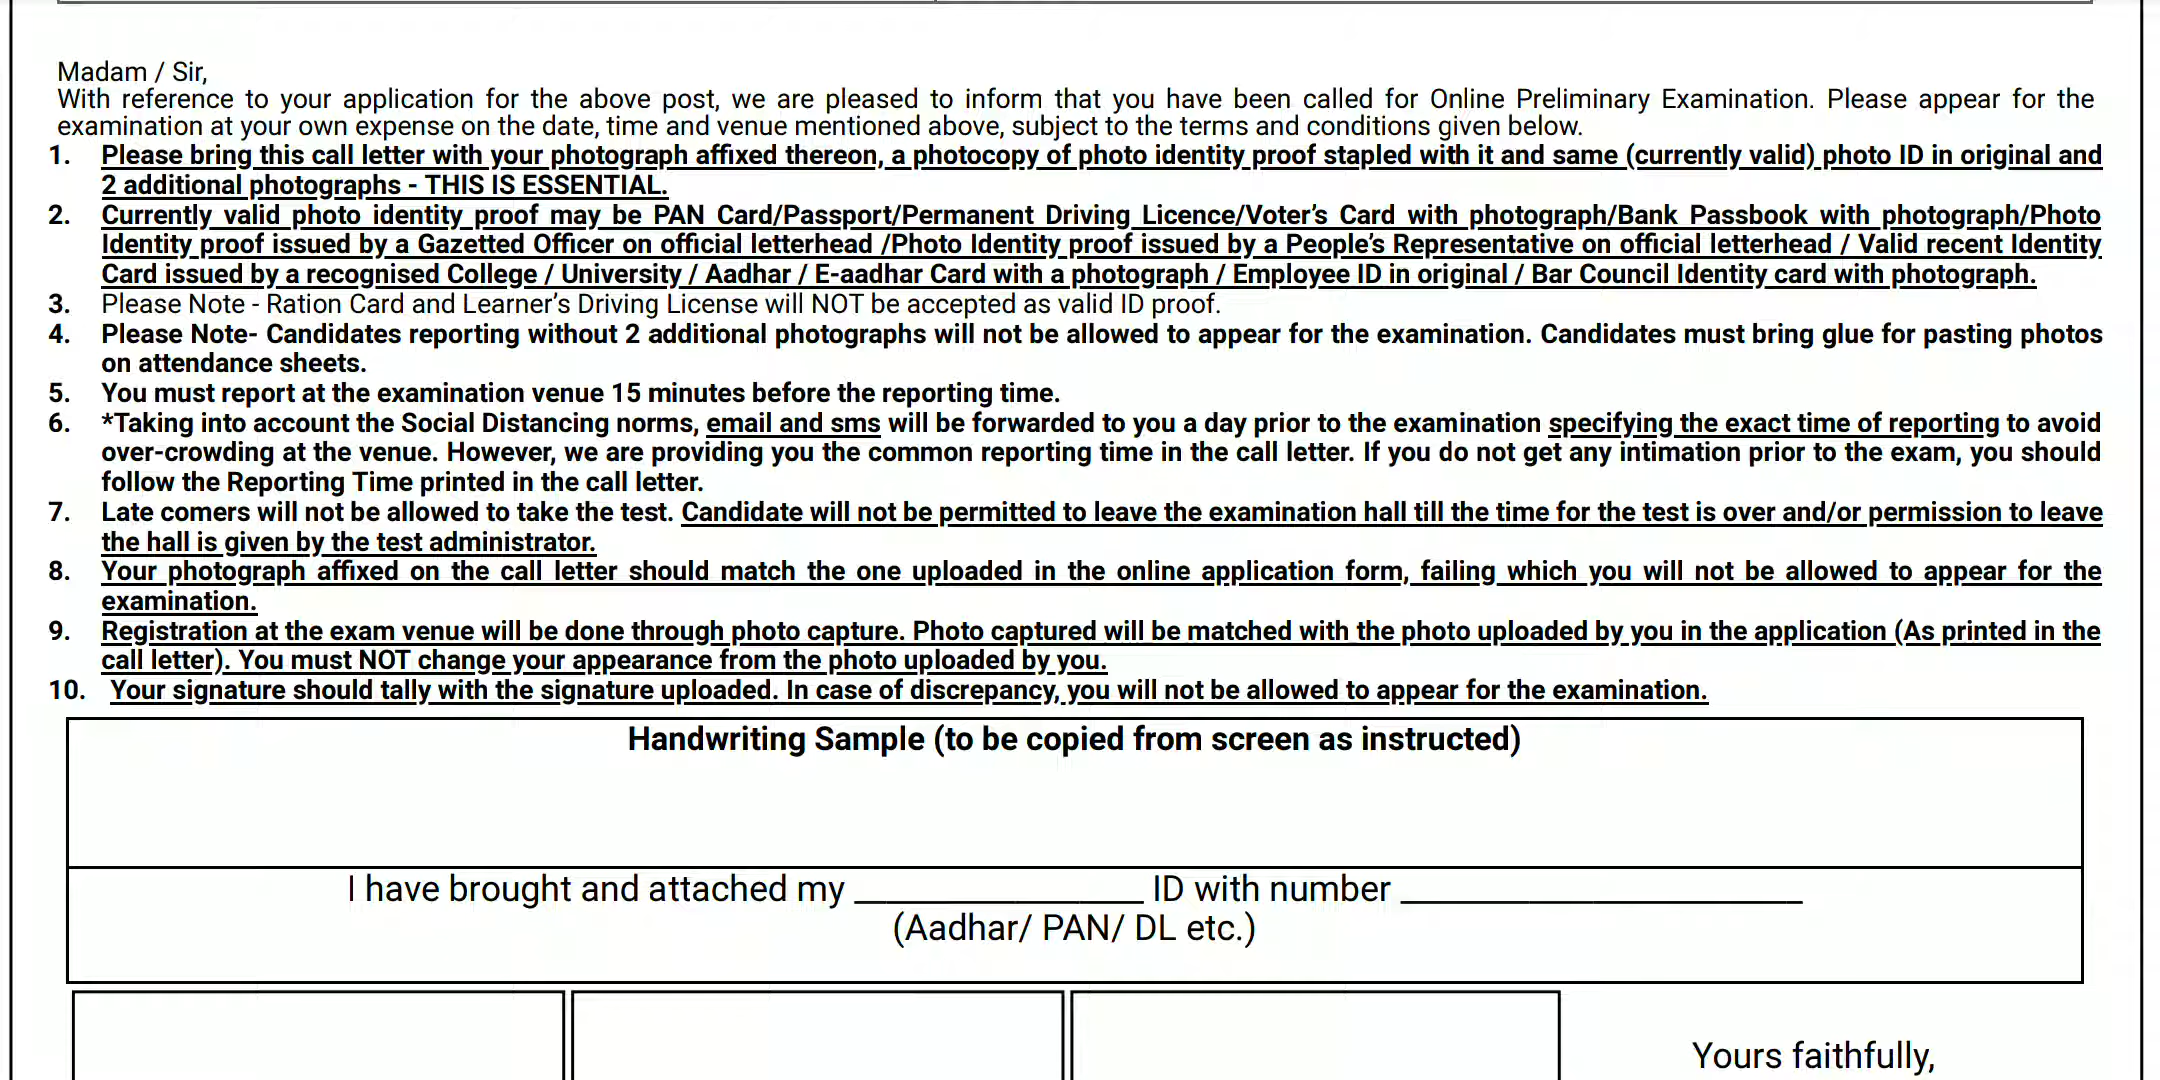 Madam / Sir,
With reference to your application for the above post, we are pleased to inform that you have been called for Online Preliminary Examination. Please appear for the
examination at your own expense on the date, time and venue mentioned above, subject to the terms and conditions given below.
1. Please bring this call letter with your photograph affixed thereon, a photocopy of photo identity proof stapled with it and same (currently valid) photo ID in original and
2 additional photographs - THIS IS ESSENTIAL.
2. Currently valid photo identity proof may be PAN Card/Passport/Permanent Driving Licence/Voter’s Card with photograph/Bank Passbook with photograph/Photo
Identity proof issued by a Gazetted Officer on official letterhead /Photo Identity proof issued by a People’s Representative on official letterhead / Valid recent Identity
Card issued by a recognised College / University / Aadhar / E-aadhar Card with a photograph / Employee ID in original / Bar Council Identity card with photograph.
3. Please Note - Ration Card and Learner’s Driving License will NOT be accepted as valid ID proof.
4. Please Note- Candidates reporting without 2 additional photographs will not be allowed to appear for the examination. Candidates must bring glue for pasting photos
on attendance sheets.
5. You must report at the examination venue 15 minutes before the reporting time.
6. *Taking into account the Social Distancing norms, email and sms will be forwarded to you a day prior to the examination specifying the exact time of reporting to avoid
over-crowding at the venue. However, we are providing you the common reporting time in the call letter. If you do not get any intimation prior to the exam, you should
follow the Reporting Time printed in the call letter.
7. Late comers will not be allowed to take the test. Candidate will not be permitted to leave the examination hall till the time for the test is over and/or permission to leave
the hall is given by the test administrator.
8. Your photograph affixed on the call letter should match the one uploaded in the online application form, failing which you will not be allowed to appear for the
examination.
9. Registration at the exam venue will be done through photo capture. Photo captured will be matched with the photo uploaded by you in the application (As printed in the
call letter). You must NOT change your appearance from the photo uploaded by you.
10. Your signature should tally with the signature uploaded. In case of discrepancy, you will not be allowed to appear for the examination.
Handwriting Sample (to be copied from screen as instructed)
I have brought and attached my ______________ ID with number ____________________
(Aadhar/ PAN/ DL etc.)
Yours faithfully,